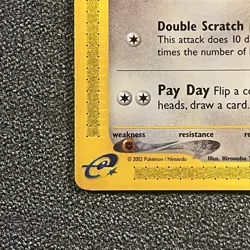 Double Scratch
This attack does 10 d
times the number of
Pay Day Flip a c
heads, draw a card.
weakness resistance re
© 2002 Pokémon / Nintendo Illus. Hironobu
e